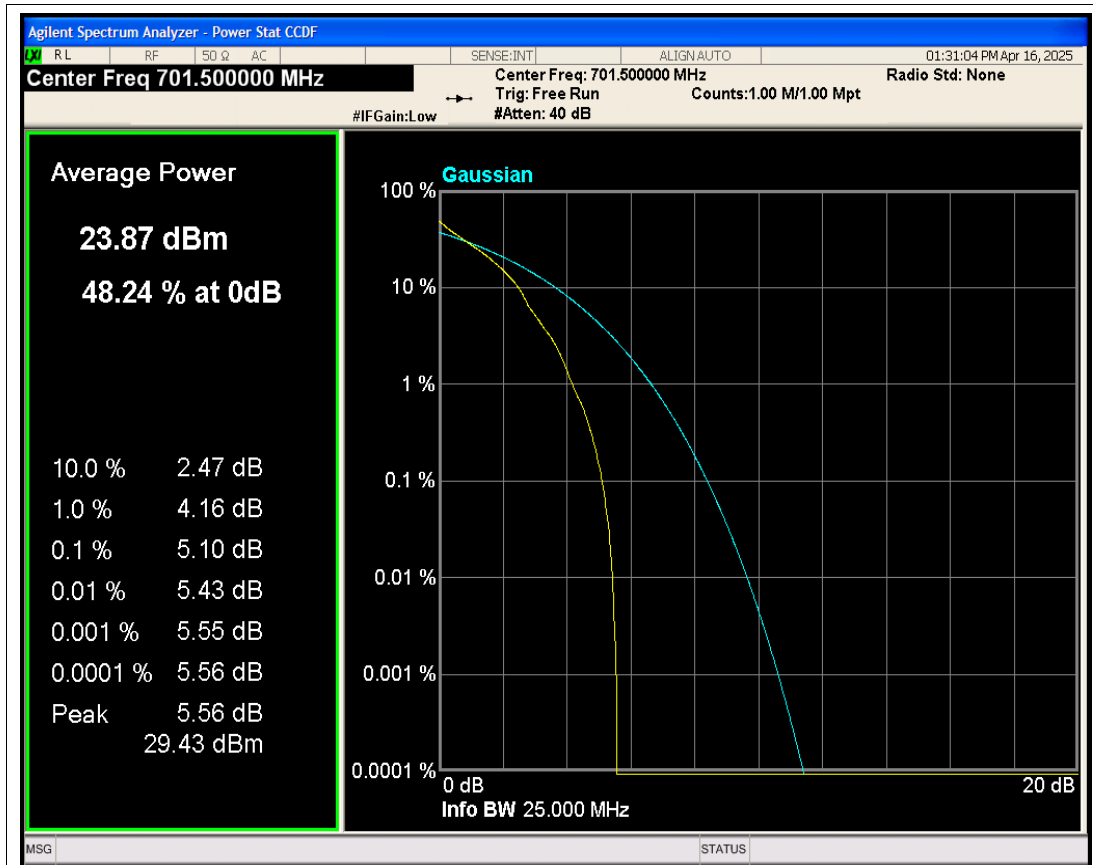 Agilent Spectrum Analyzer - Power Stat CCDF
LXI RL RF 50 Ω AC SENSE:INT ALIGN AUTO 01:31:04 PM Apr 16, 2025
Center Freq 701.500000 MHz
Center Freq: 701.500000 MHz Radio Std: None
Trig: Free Run Counts:1.00 M/1.00 Mpt
#IFGain:Low #Atten: 40 dB
Average Power
23.87 dBm
48.24 % at 0dB
10.0 % 2.47 dB
1.0 % 4.16 dB
0.1 % 5.10 dB
0.01 % 5.43 dB
0.001 % 5.55 dB
0.0001 % 5.56 dB
Peak 5.56 dB
29.43 dBm
Gaussian
100 %
10 %
1 %
0.1 %
0.01 %
0.001 %
0.0001 %
0 dB 20 dB
Info BW 25.000 MHz
MSG STATUS